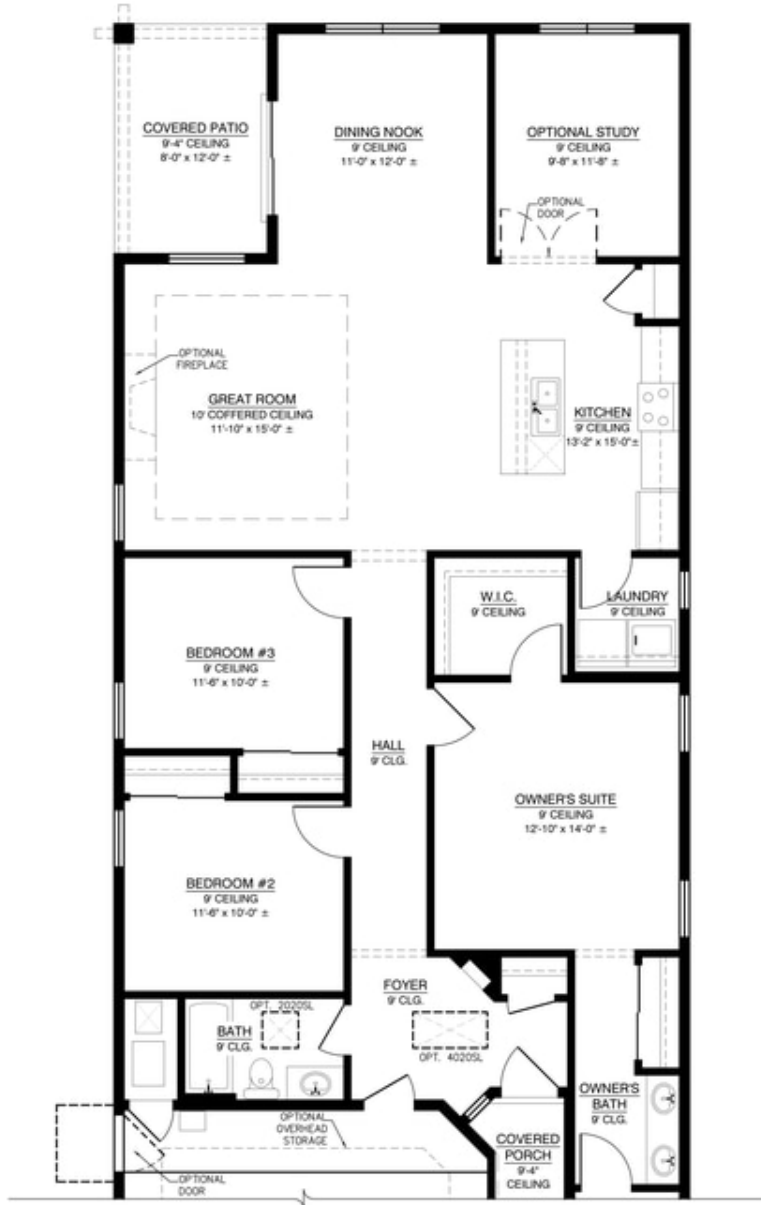 COVERED PATIO
9'-4" CEILING
8'-0" x 12'-0" ±
DINING NOOK
9' CEILING
11'-0" x 12'-0" ±
OPTIONAL STUDY
9' CEILING
9'-8" x 11'-8" ±
OPTIONAL
DOOR
OPTIONAL
FIREPLACE
GREAT ROOM
10' COFFERED CEILING
11'-10" x 15'-0" ±
KITCHEN
9' CEILING
13'-2" x 15'-0"±
W.I.C.
9' CEILING
LAUNDRY
9' CEILING
BEDROOM #3
9' CEILING
11'-6" x 10'-0" ±
HALL
9' CLG.
OWNER'S SUITE
9' CEILING
12'-10" x 14'-0" ±
BEDROOM #2
9' CEILING
11'-6" x 10'-0" ±
FOYER
9' CLG.
OPT. 2020SL
BATH
9' CLG.
OPT. 4020SL
OWNER'S
BATH
9' CLG.
OPTIONAL
OVERHEAD
STORAGE
COVERED
PORCH
9'-4"
CEILING
OPTIONAL
DOOR